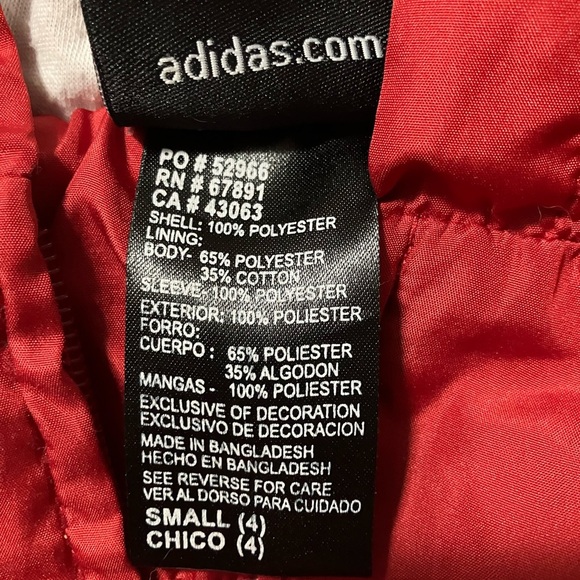 adidas.com
PO # 52966
RN # 67891
CA # 43063
SHELL: 100% POLYESTER
LINING:
BODY- 65% POLYESTER
35% COTTON
SLEEVE- 100% POLYESTER
EXTERIOR: 100% POLIESTER
FORRO:
CUERPO : 65% POLIESTER
35% ALGODON
MANGAS - 100% POLIESTER
EXCLUSIVE OF DECORATION
EXCLUSIVO DE DECORACION
MADE IN BANGLADESH
HECHO EN BANGLADESH
SEE REVERSE FOR CARE
VER AL DORSO PARA CUIDADO
SMALL (4)
CHICO (4)